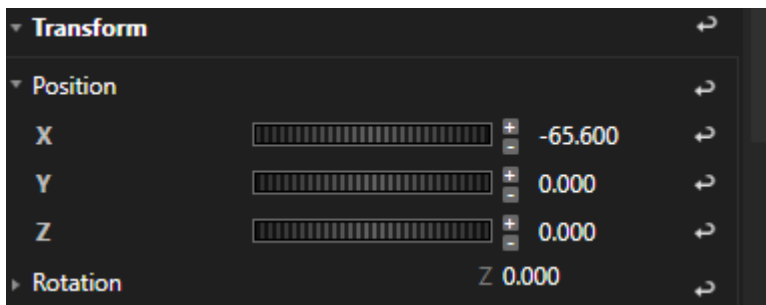 Transform
Position
X + - -65.600
Y + - 0.000
Z + - 0.000
Rotation Z 0.000